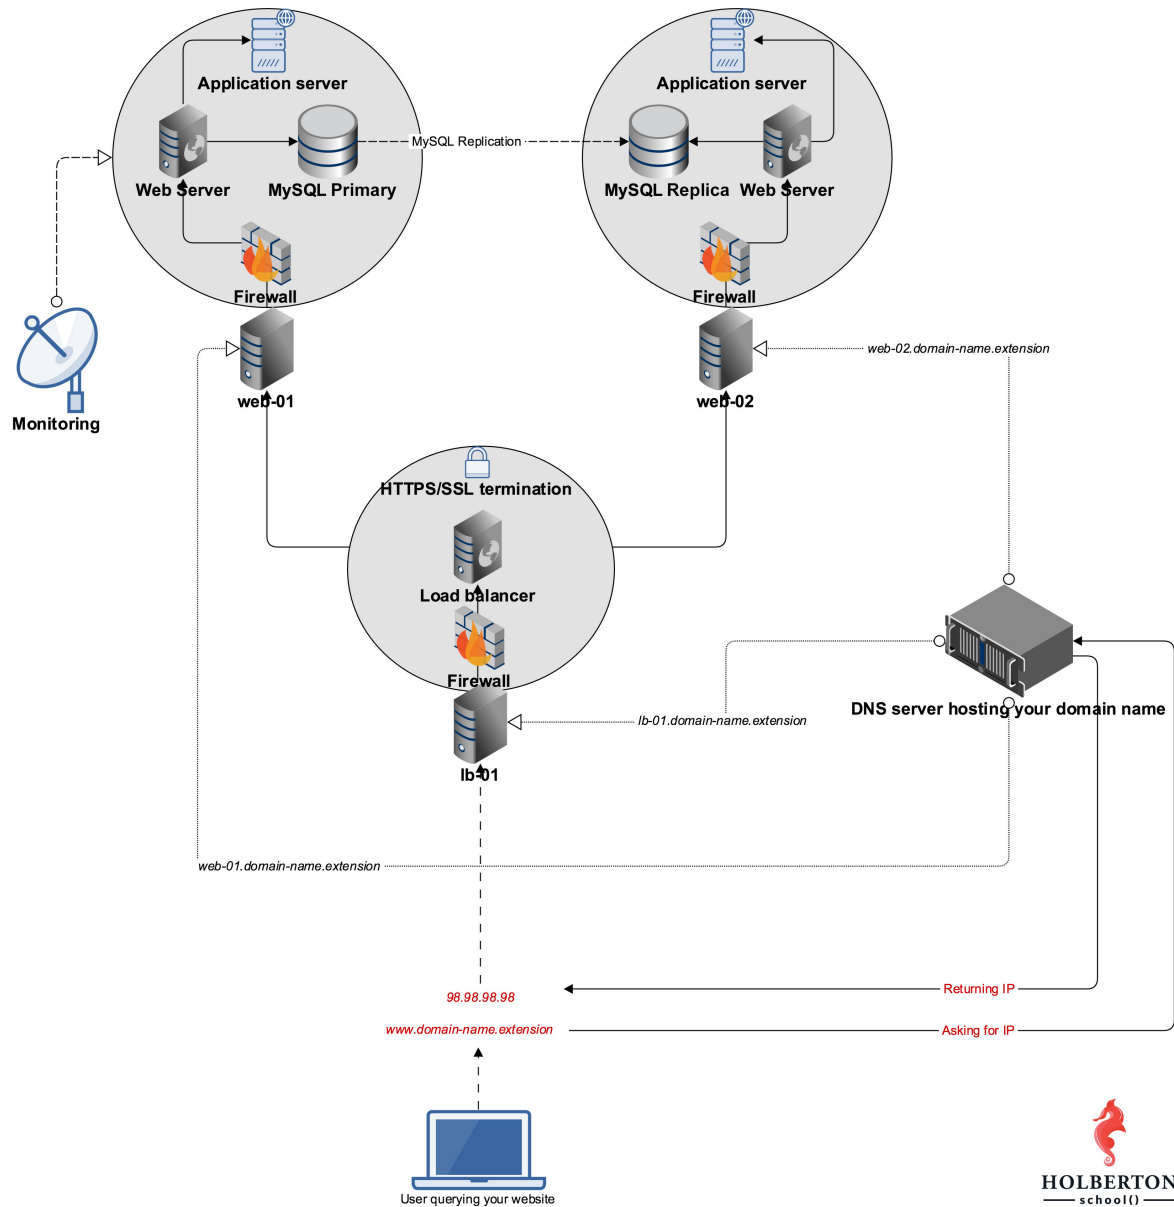 Application server
Application server
MySQL Replication
Web Server
MySQL Primary
MySQL Replica
Web Server
Firewall
Firewall
web-02.domain-name.extension
web-01
web-02
Monitoring
HTTPS/SSL termination
Load balancer
Firewall
DNS server hosting your domain name
lb-01.domain-name.extension
lb-01
web-01.domain-name.extension
98.98.98.98
Returning IP
www.domain-name.extension
Asking for IP
User querying your website
HOLBERTON
school()